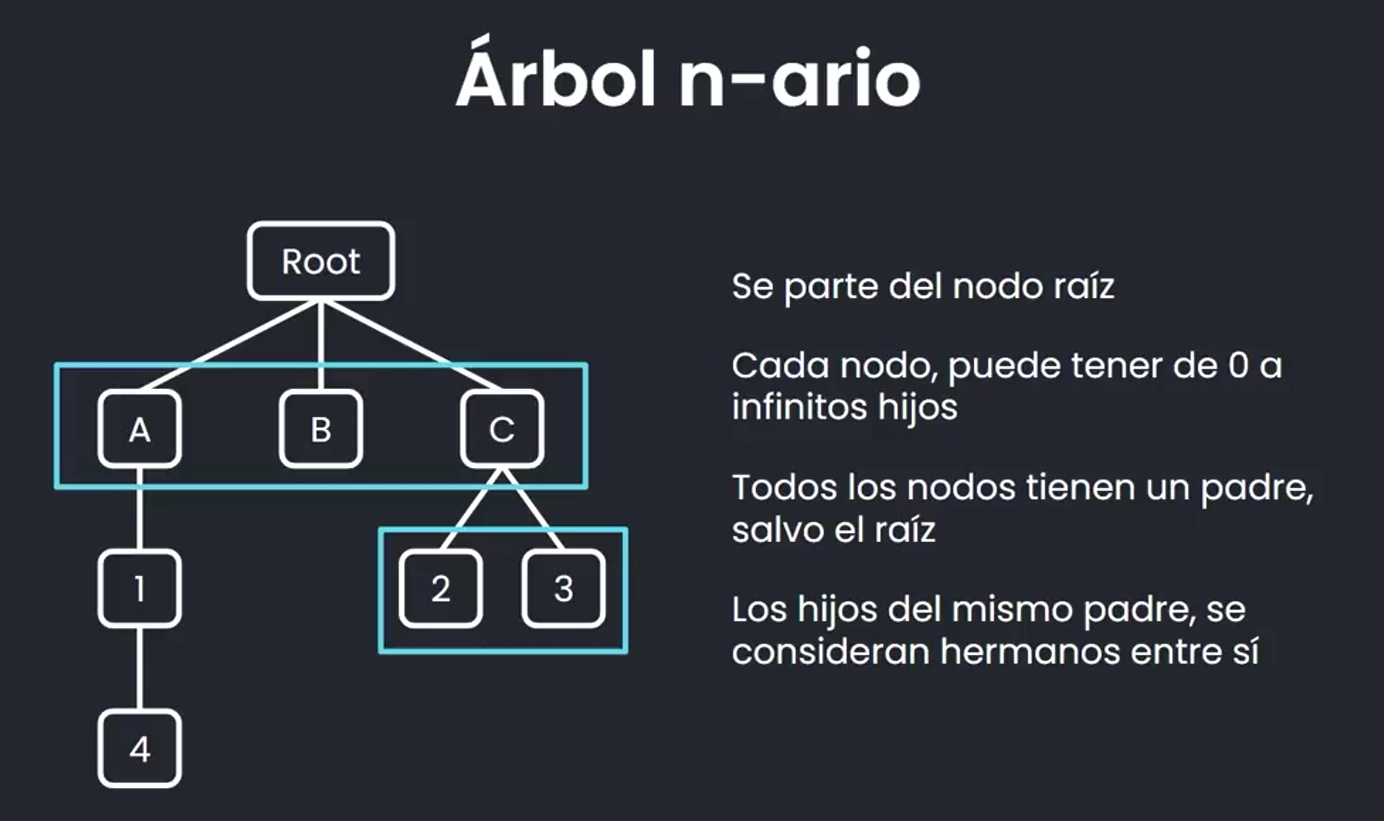 Árbol n-ario
Root
A
B
C
1
2
3
4
Se parte del nodo raíz
Cada nodo, puede tener de 0 a
infinitos hijos
Todos los nodos tienen un padre,
salvo el raíz
Los hijos del mismo padre, se
consideran hermanos entre sí